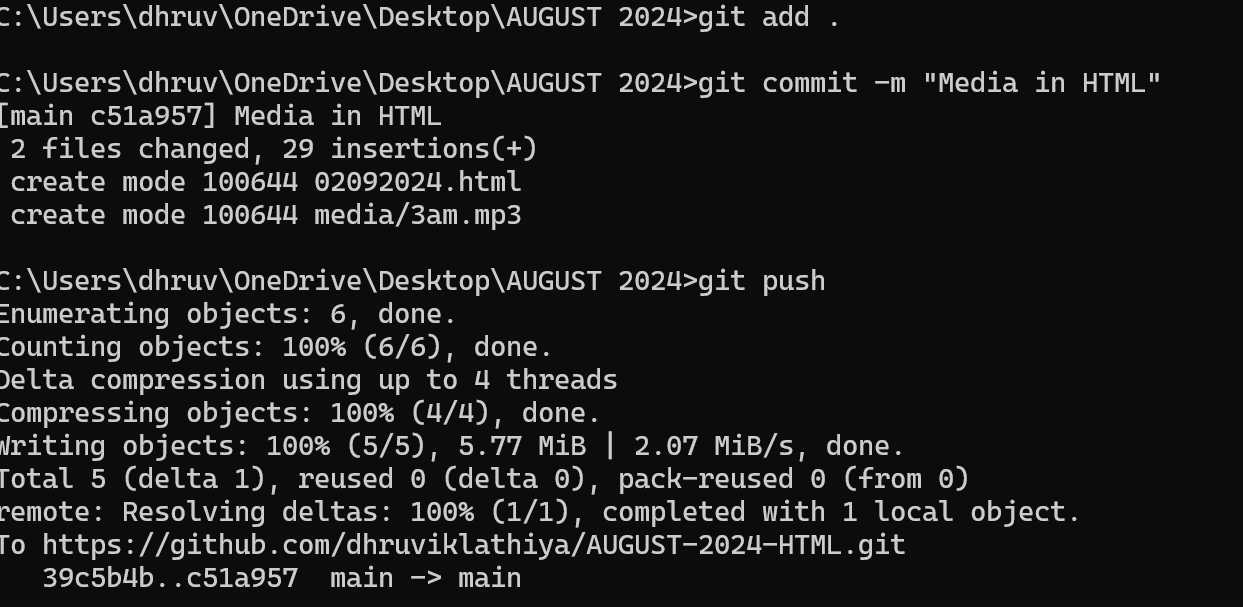 C:\Users\dhruv\OneDrive\Desktop\AUGUST 2024>git add .
C:\Users\dhruv\OneDrive\Desktop\AUGUST 2024>git commit -m "Media in HTML"
[main c51a957] Media in HTML
2 files changed, 29 insertions(+)
create mode 100644 02092024.html
create mode 100644 media/3am.mp3
C:\Users\dhruv\OneDrive\Desktop\AUGUST 2024>git push
Enumerating objects: 6, done.
Counting objects: 100% (6/6), done.
Delta compression using up to 4 threads
Compressing objects: 100% (4/4), done.
Writing objects: 100% (5/5), 5.77 MiB | 2.07 MiB/s, done.
Total 5 (delta 1), reused 0 (delta 0), pack-reused 0 (from 0)
remote: Resolving deltas: 100% (1/1), completed with 1 local object.
To https://github.com/dhruviklathiya/AUGUST-2024-HTML.git
39c5b4b..c51a957  main -> main